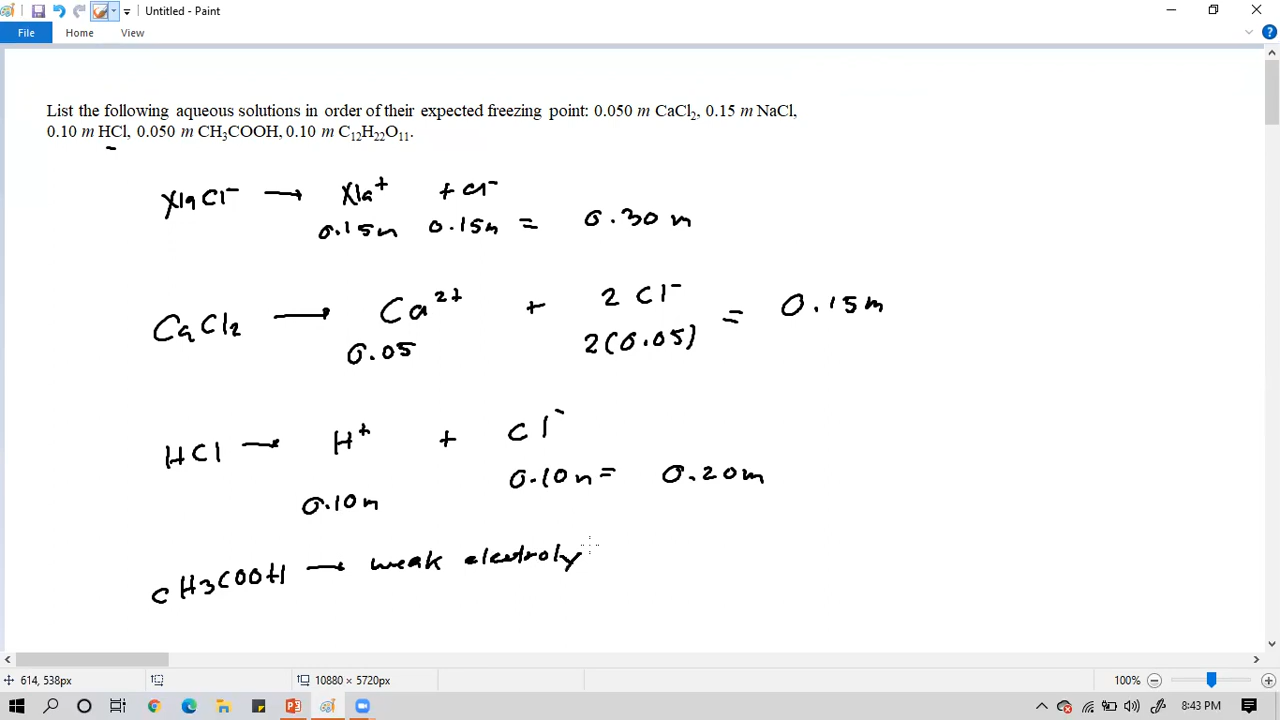 Untitled - Paint
File Home View
List the following aqueous solutions in order of their expected freezing point: 0.050 m CaCl₂, 0.15 m NaCl,
0.10 m HCl, 0.050 m CH₃COOH, 0.10 m C₁₂H₂₂O₁₁.
NaCl⁻ → Na⁺ + Cl⁻
0.15m 0.15m = 0.30 m
CaCl₂ → Ca²⁺ + 2 Cl⁻ = 0.15m
0.05 2(0.05)
HCl → H⁺ + Cl⁻
0.10m 0.10m = 0.20m
CH3COOH → weak electroly
614, 538px 10880 × 5720px 100%
8:43 PM